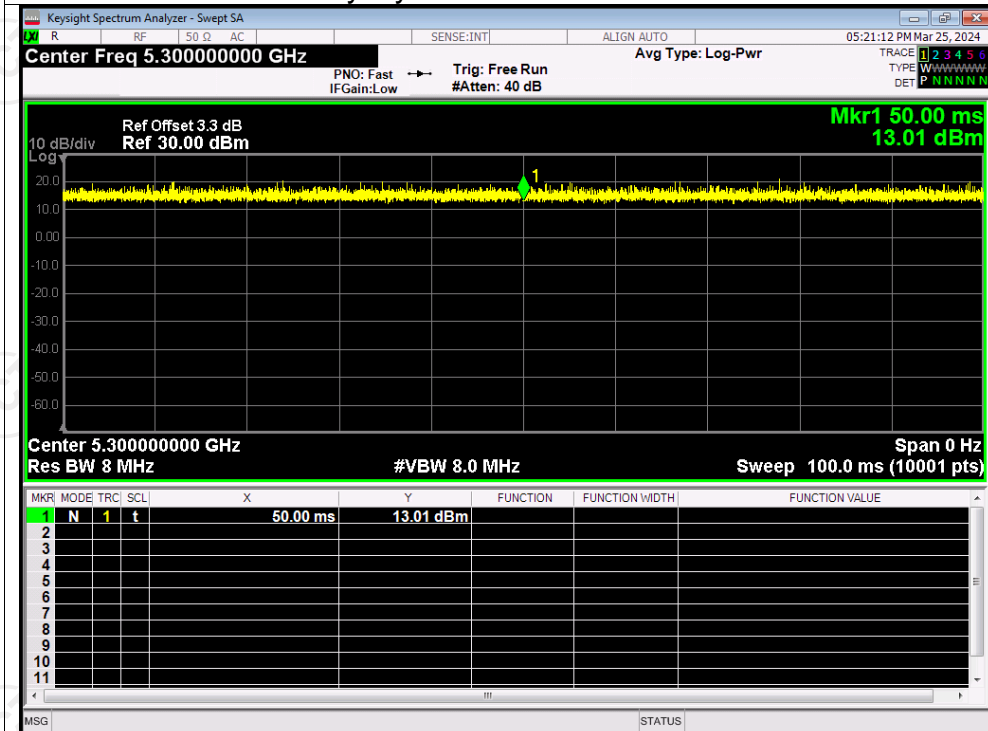 Keysight Spectrum Analyzer - Swept SA
LXI R RF 50 Ω AC SENSE:INT ALIGN AUTO 05:21:12 PM Mar 25, 2024
Center Freq 5.300000000 GHz
Avg Type: Log-Pwr
TRACE 1 2 3 4 5 6
TYPE WWWWWWW
DET P N N N N N
PNO: Fast
IFGain:Low
Trig: Free Run
#Atten: 40 dB
Mkr1 50.00 ms
13.01 dBm
Ref Offset 3.3 dB
10 dB/div Ref 30.00 dBm
Log
20.0
10.0
0.00
-10.0
-20.0
-30.0
-40.0
-50.0
-60.0
1
Center 5.300000000 GHz Span 0 Hz
Res BW 8 MHz #VBW 8.0 MHz Sweep 100.0 ms (10001 pts)
MKR MODE TRC SCL X Y FUNCTION FUNCTION WIDTH FUNCTION VALUE
1 N 1 t 50.00 ms 13.01 dBm
2
3
4
5
6
7
8
9
10
11
MSG STATUS